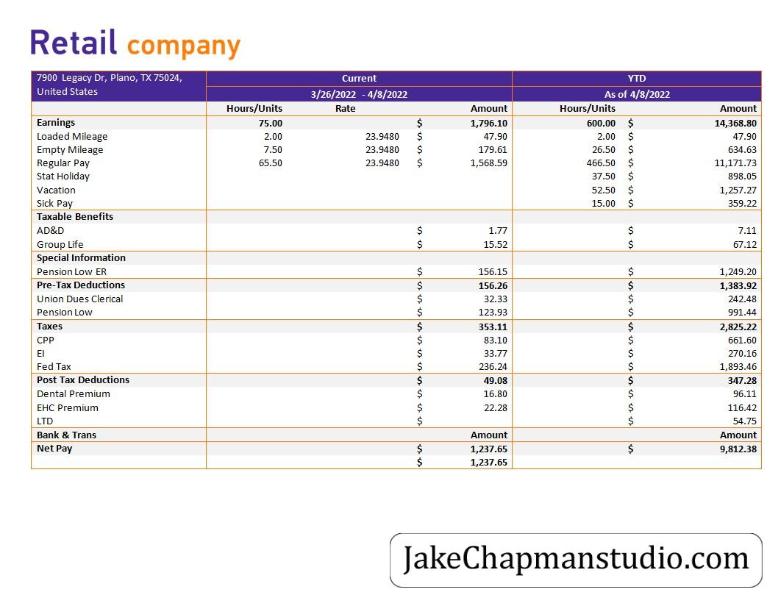 Retail company
7900 Legacy Dr, Plano, TX 75024, Current YTD
United States 3/26/2022 - 4/8/2022 As of 4/8/2022
Hours/Units Rate Amount Hours/Units Amount
Earnings 75.00 $ 1,796.10 600.00 $ 14,368.80
Loaded Mileage 2.00 23.9480 $ 47.90 2.00 $ 47.90
Empty Mileage 7.50 23.9480 $ 179.61 26.50 $ 634.63
Regular Pay 65.50 23.9480 $ 1,568.59 466.50 $ 11,171.73
Stat Holiday 37.50 $ 898.05
Vacation 52.50 $ 1,257.27
Sick Pay 15.00 $ 359.22
Taxable Benefits
AD&D $ 1.77 $ 7.11
Group Life $ 15.52 $ 67.12
Special Information
Pension Low ER $ 156.15 $ 1,249.20
Pre-Tax Deductions $ 156.26 $ 1,383.92
Union Dues Clerical $ 32.33 $ 242.48
Pension Low $ 123.93 $ 991.44
Taxes $ 353.11 $ 2,825.22
CPP $ 83.10 $ 661.60
EI $ 33.77 $ 270.16
Fed Tax $ 236.24 $ 1,893.46
Post Tax Deductions $ 49.08 $ 347.28
Dental Premium $ 16.80 $ 96.11
EHC Premium $ 22.28 $ 116.42
LTD $ $ 54.75
Bank & Trans Amount Amount
Net Pay $ 1,237.65 $ 9,812.38
$ 1,237.65
JakeChapmanstudio.com